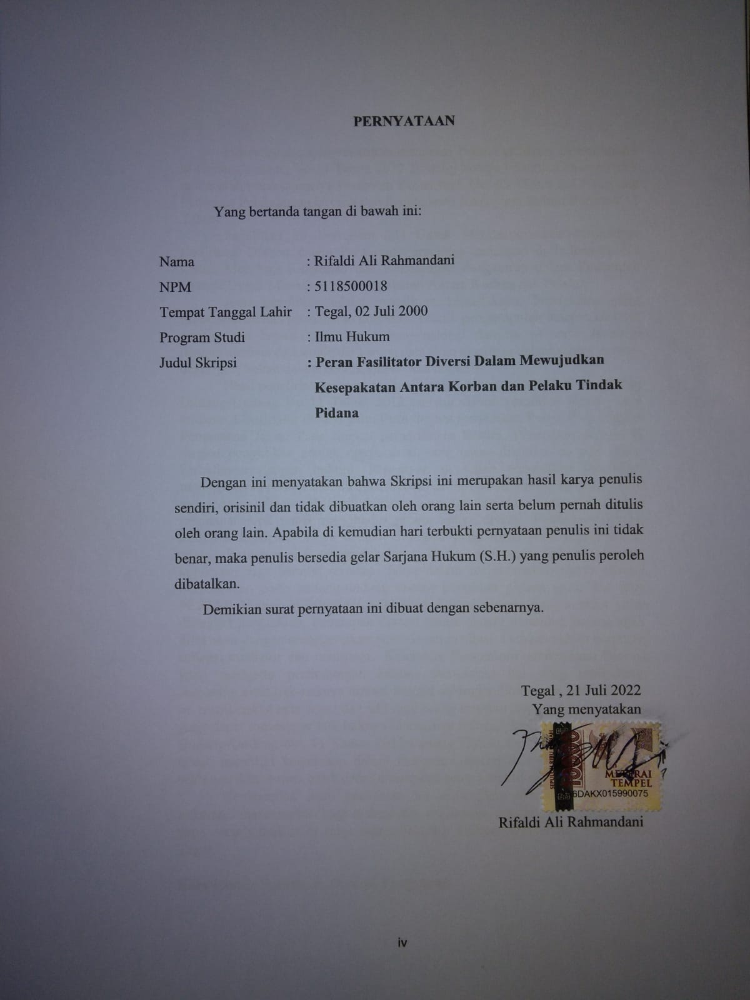 PERNYATAAN
Yang bertanda tangan di bawah ini:
Nama : Rifaldi Ali Rahmandani
NPM : 5118500018
Tempat Tanggal Lahir : Tegal, 02 Juli 2000
Program Studi : Ilmu Hukum
Judul Skripsi : Peran Fasilitator Diversi Dalam Mewujudkan
Kesepakatan Antara Korban dan Pelaku Tindak
Pidana
Dengan ini menyatakan bahwa Skripsi ini merupakan hasil karya penulis
sendiri, orisinil dan tidak dibuatkan oleh orang lain serta belum pernah ditulis
oleh orang lain. Apabila di kemudian hari terbukti pernyataan penulis ini tidak
benar, maka penulis bersedia gelar Sarjana Hukum (S.H.) yang penulis peroleh
dibatalkan.
Demikian surat pernyataan ini dibuat dengan sebenarnya.
Tegal , 21 Juli 2022
Yang menyatakan
10000
METERAI
TEMPEL
6DAKX015990075
Rifaldi Ali Rahmandani
iv